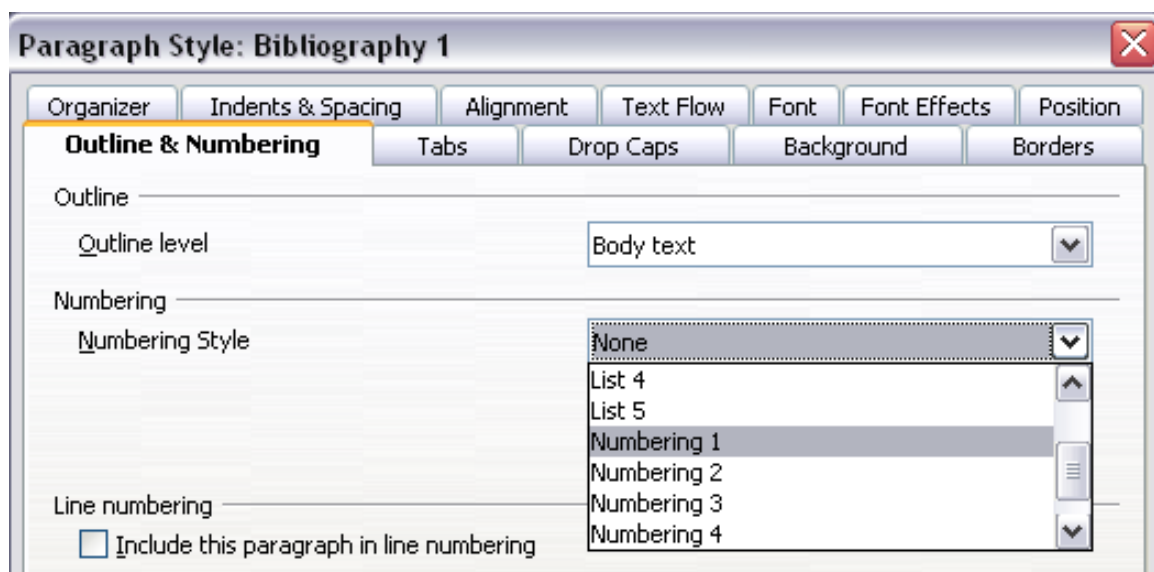 Paragraph Style: Bibliography 1
Organizer Indents & Spacing Alignment Text Flow Font Font Effects Position
Outline & Numbering Tabs Drop Caps Background Borders
Outline
Outline level Body text
Numbering
Numbering Style None
List 4
List 5
Numbering 1
Numbering 2
Numbering 3
Line numbering
Numbering 4
Include this paragraph in line numbering